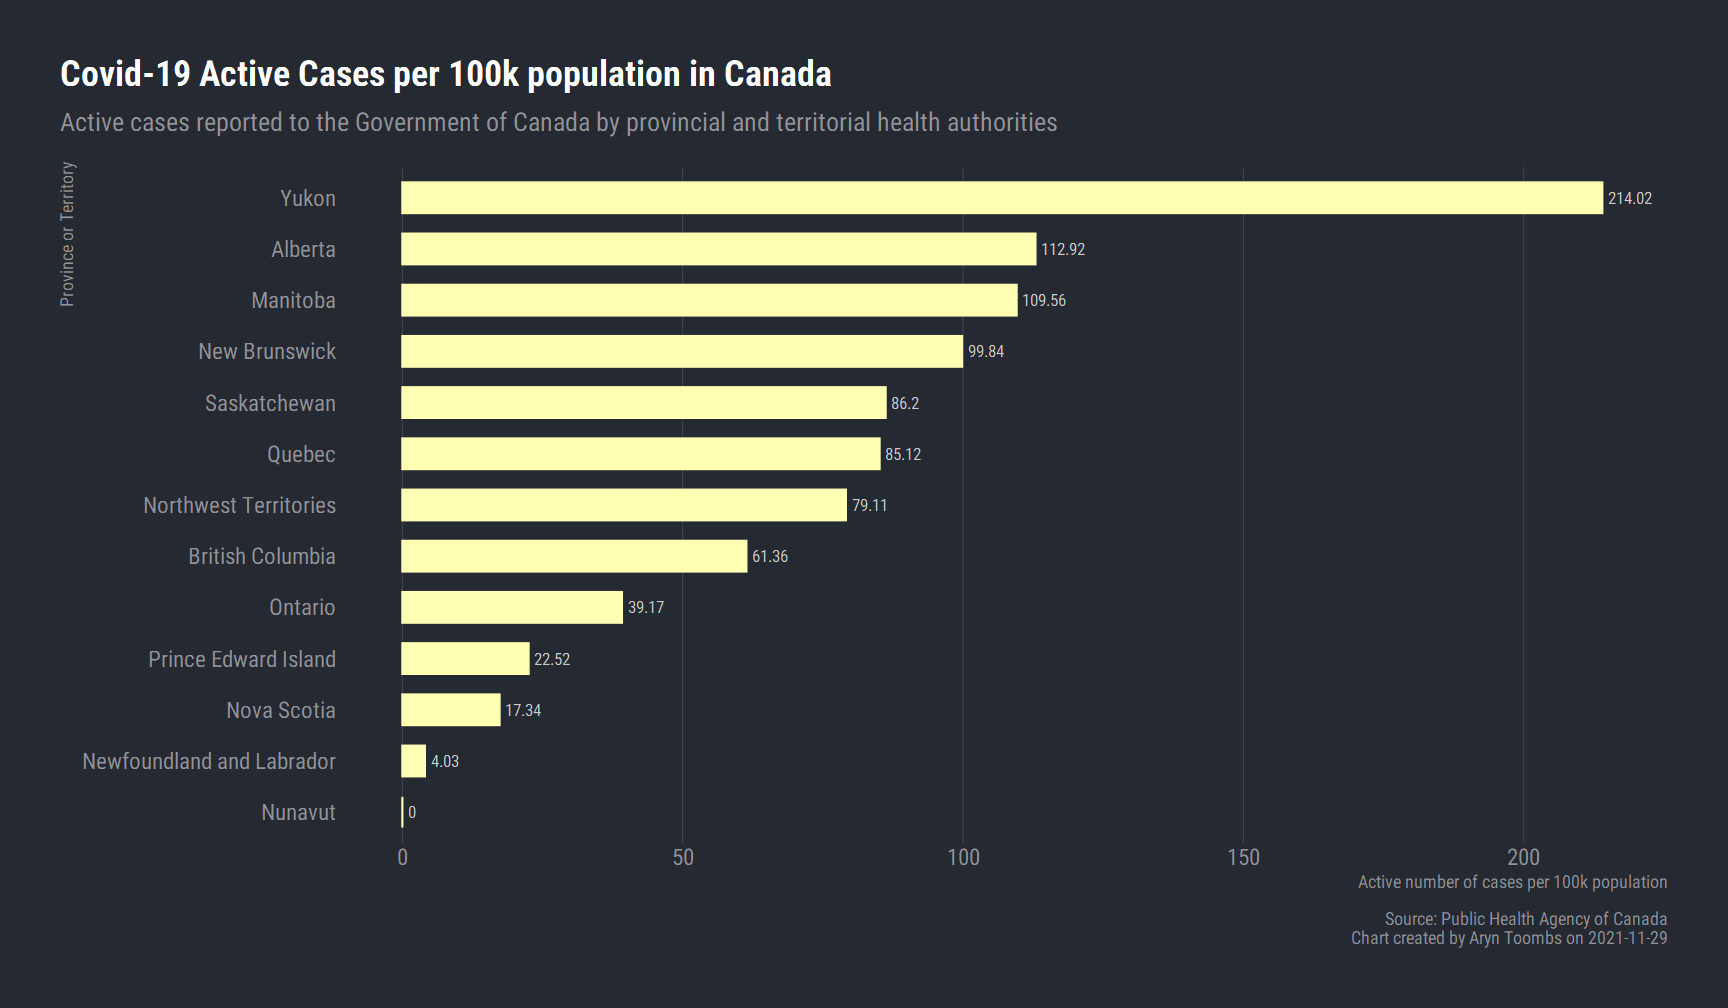 Covid-19 Active Cases per 100k population in Canada
Active cases reported to the Government of Canada by provincial and territorial health authorities
Province or Territory
Yukon 214.02
Alberta 112.92
Manitoba 109.56
New Brunswick 99.84
Saskatchewan 86.2
Quebec 85.12
Northwest Territories 79.11
British Columbia 61.36
Ontario 39.17
Prince Edward Island 22.52
Nova Scotia 17.34
Newfoundland and Labrador 4.03
Nunavut 0
0 50 100 150 200
Active number of cases per 100k population
Source: Public Health Agency of Canada
Chart created by Aryn Toombs on 2021-11-29